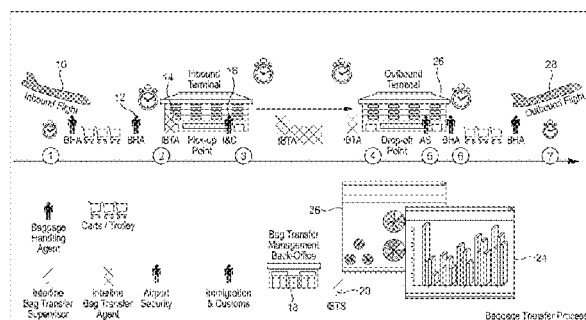 10
Inbound Flight
12
14
Inbound Terminal
16
Outbound Terminal
26
28
Outbound Flight
BHA
BHA
IBTA
Pick-up Point
I&C
IBTA
IBTA
Drop-off Point
AS
BHA
BHA
1
2
3
4
5
6
7
Baggage Handling Agent
Carts / Trolley
Interline Bag Transfer Supervisor
Interline Bag Transfer Agent
Airport Security
Immigration & Customs
Bag Transfer Management Back-Office
18
20
IBTS
24
Baggage Transfer Process